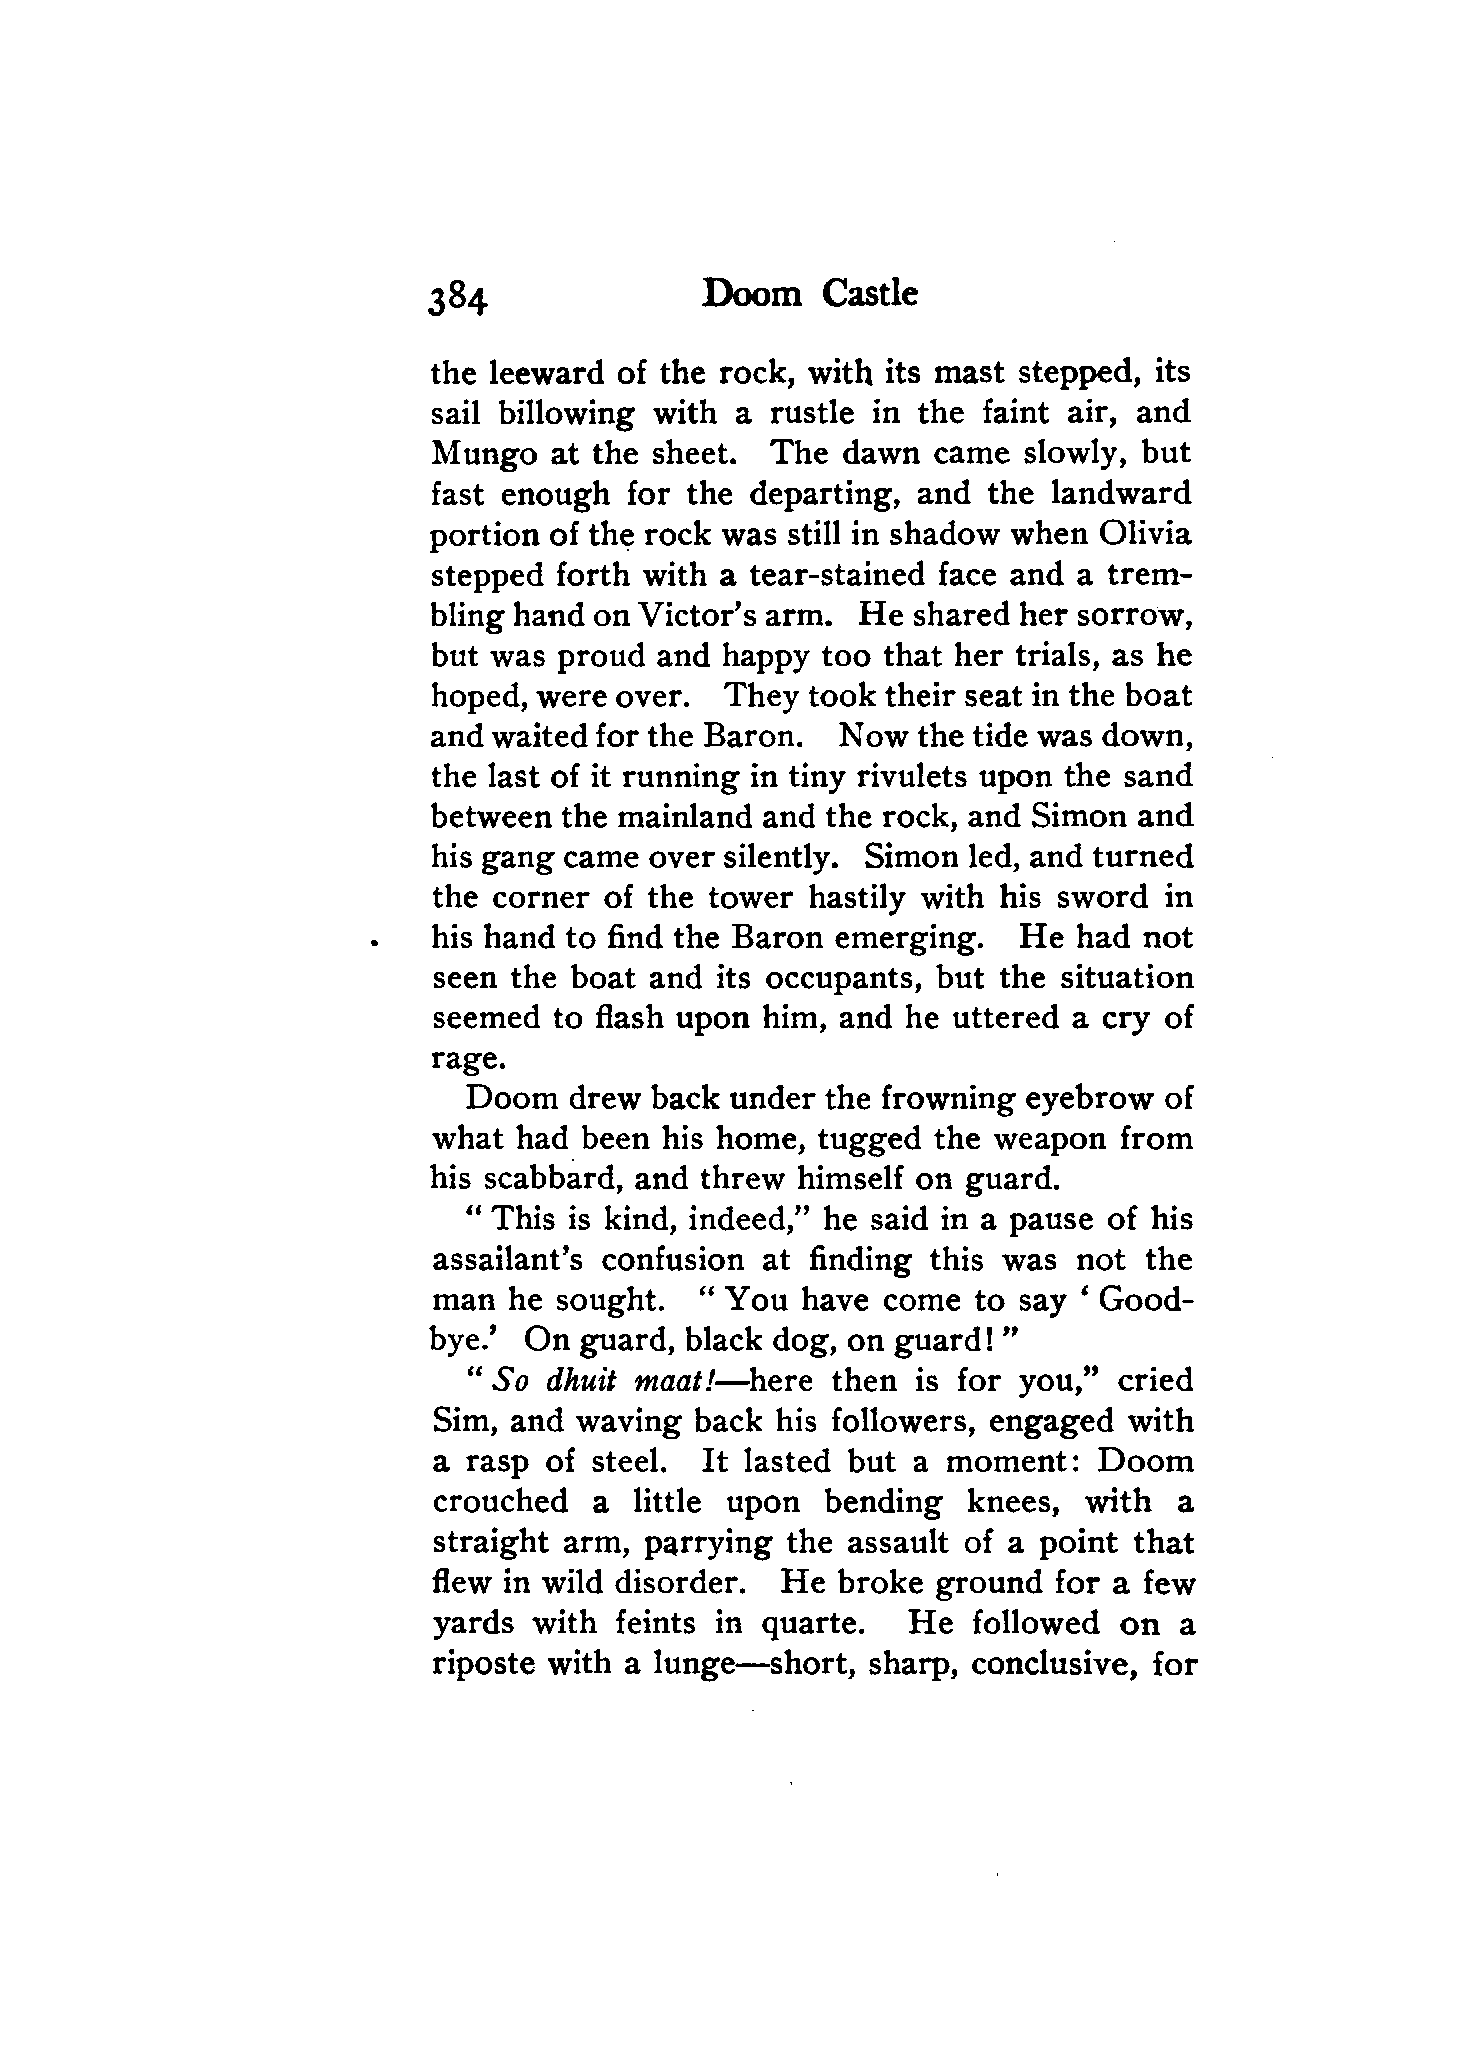 384 Doom Castle
the leeward of the rock, with its mast stepped, its
sail billowing with a rustle in the faint air, and
Mungo at the sheet. The dawn came slowly, but
fast enough for the departing, and the landward
portion of the rock was still in shadow when Olivia
stepped forth with a tear-stained face and a trem-
bling hand on Victor's arm. He shared her sorrow,
but was proud and happy too that her trials, as he
hoped, were over. They took their seat in the boat
and waited for the Baron. Now the tide was down,
the last of it running in tiny rivulets upon the sand
between the mainland and the rock, and Simon and
his gang came over silently. Simon led, and turned
the corner of the tower hastily with his sword in
his hand to find the Baron emerging. He had not
seen the boat and its occupants, but the situation
seemed to flash upon him, and he uttered a cry of
rage.
Doom drew back under the frowning eyebrow of
what had been his home, tugged the weapon from
his scabbard, and threw himself on guard.
“ This is kind, indeed,” he said in a pause of his
assailant's confusion at finding this was not the
man he sought. “ You have come to say ‘ Good-
bye.’ On guard, black dog, on guard! ”
“ So dhuit maat!—here then is for you,” cried
Sim, and waving back his followers, engaged with
a rasp of steel. It lasted but a moment: Doom
crouched a little upon bending knees, with a
straight arm, parrying the assault of a point that
flew in wild disorder. He broke ground for a few
yards with feints in quarte. He followed on a
riposte with a lunge—short, sharp, conclusive, for